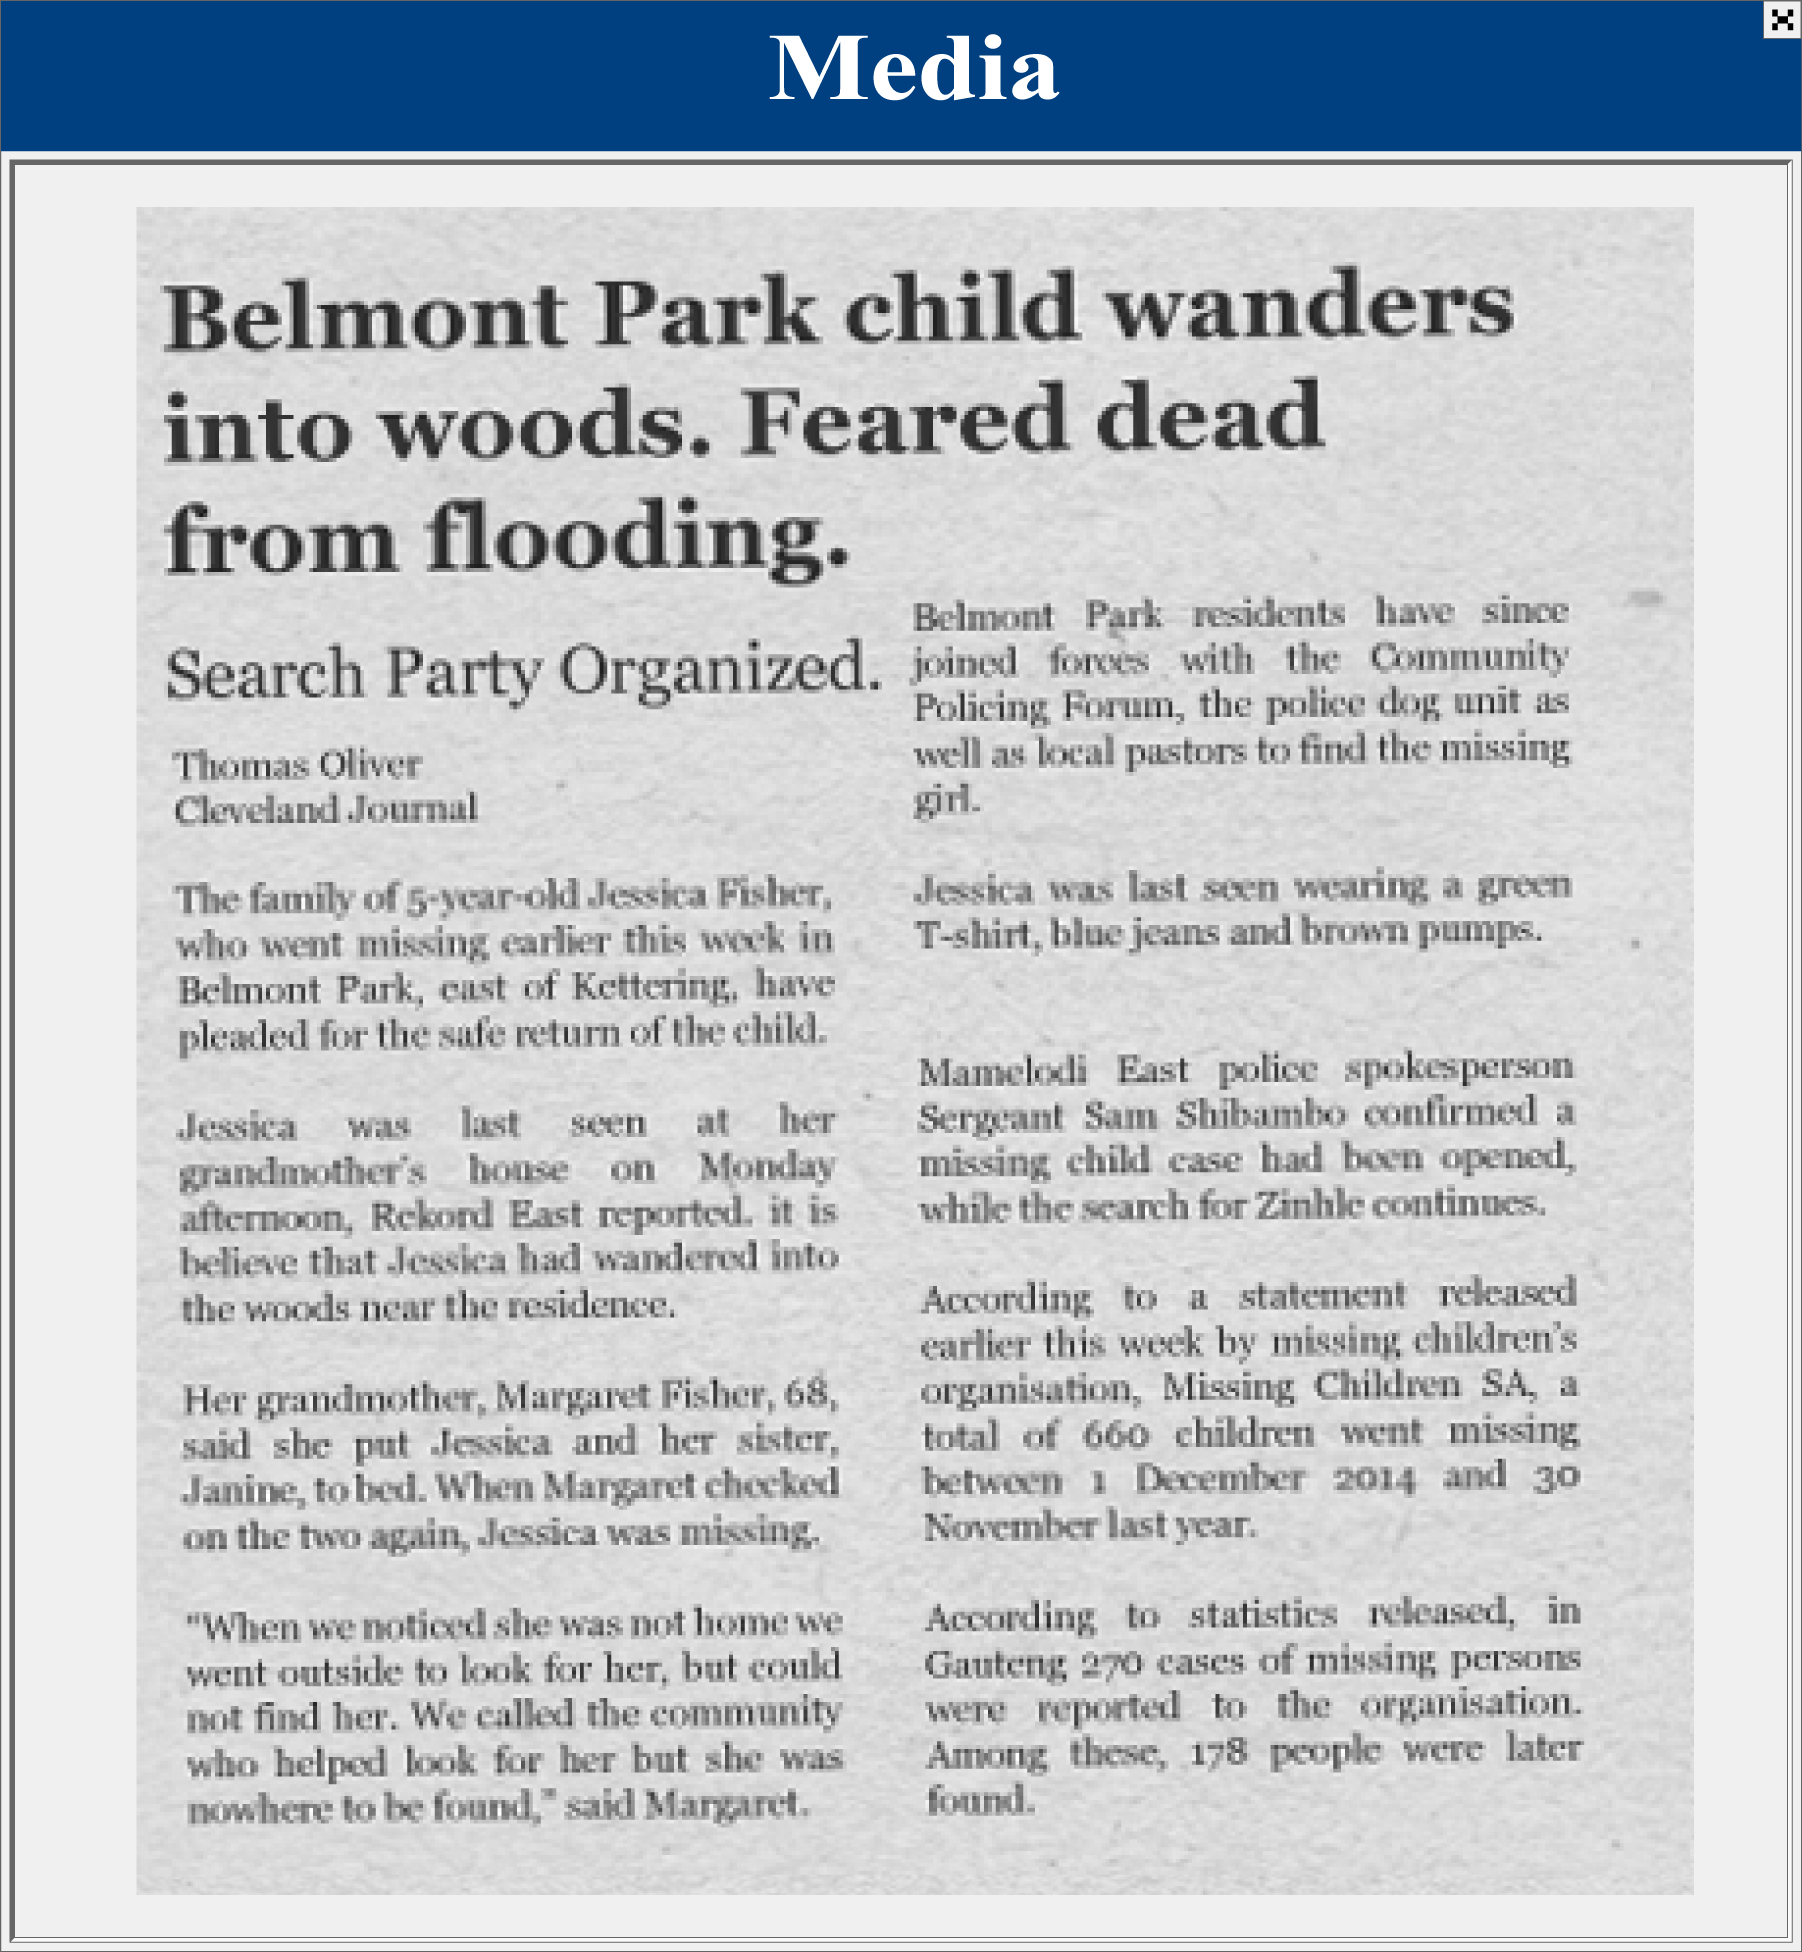 Media
Belmont Park child wanders
into woods. Feared dead
from flooding.
Search Party Organized.
Thomas Oliver
Cleveland Journal
The family of 5-year-old Jessica Fisher,
who went missing earlier this week in
Belmont Park, east of Kettering, have
pleaded for the safe return of the child.
Jessica was last seen at her
grandmother's house on Monday
afternoon, Rekord East reported. it is
believe that Jessica had wandered into
the woods near the residence.
Her grandmother, Margaret Fisher, 68,
said she put Jessica and her sister,
Janine, to bed. When Margaret checked
on the two again, Jessica was missing.
"When we noticed she was not home we
went outside to look for her, but could
not find her. We called the community
who helped look for her but she was
nowhere to be found," said Margaret.
Belmont Park residents have since
joined forces with the Community
Policing Forum, the police dog unit as
well as local pastors to find the missing
girl.
Jessica was last seen wearing a green
T-shirt, blue jeans and brown pumps.
Mamelodi East police spokesperson
Sergeant Sam Shibambo confirmed a
missing child case had been opened,
while the search for Zinhle continues.
According to a statement released
earlier this week by missing children's
organisation, Missing Children SA, a
total of 660 children went missing
between 1 December 2014 and 30
November last year.
According to statistics released, in
Gauteng 270 cases of missing persons
were reported to the organisation.
Among these, 178 people were later
found.